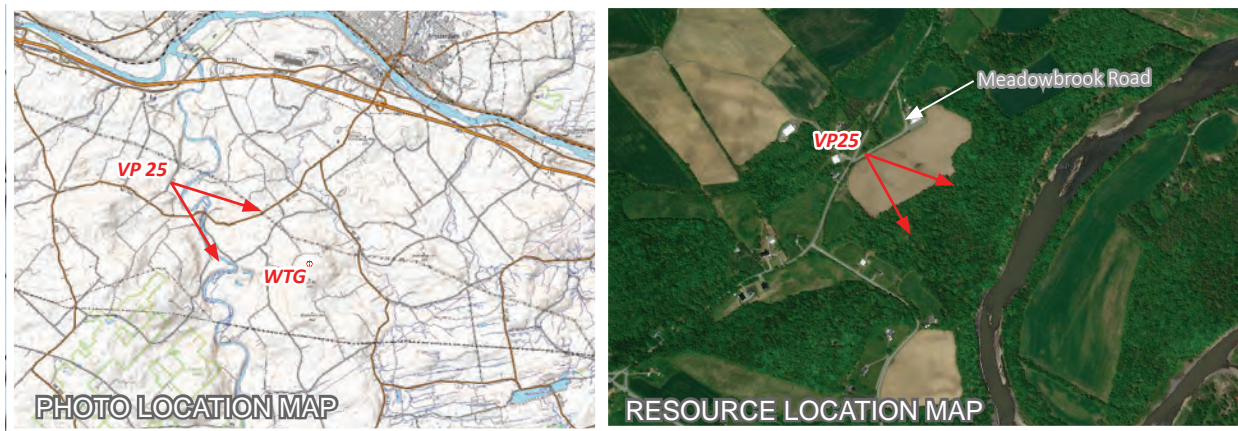 VP 25
WTG
PHOTO LOCATION MAP
Meadowbrook Road
VP25
RESOURCE LOCATION MAP